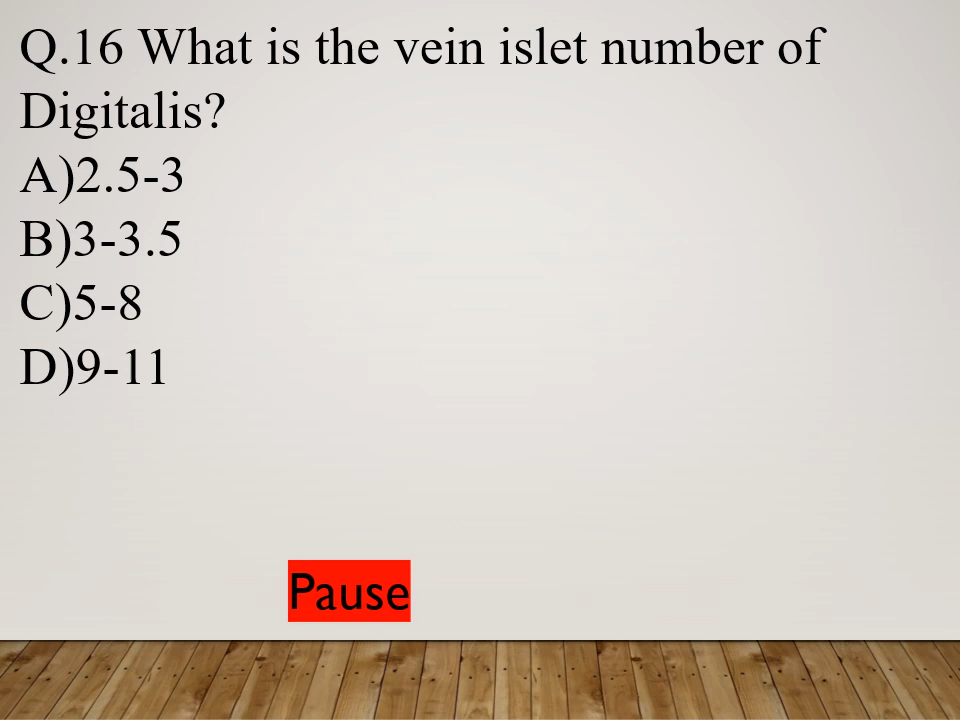 Q.16 What is the vein islet number of
Digitalis?
A)2.5-3
B)3-3.5
C)5-8
D)9-11
Pause